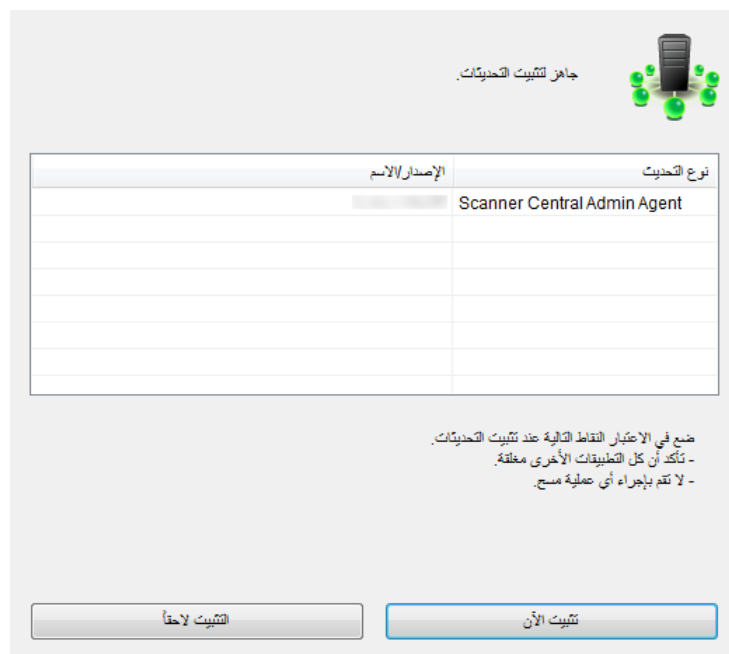 جاهز لتثبيت التحديثات.
نوع التحديث الإصدار/الاسم
Scanner Central Admin Agent
ضع في الاعتبار النقاط التالية عند تثبيت التحديثات.
- تأكد أن كل التطبيقات الأخرى مغلقة.
- لا تقم بإجراء أي عملية مسح.
تثبيت الآن التثبيت لاحقاً